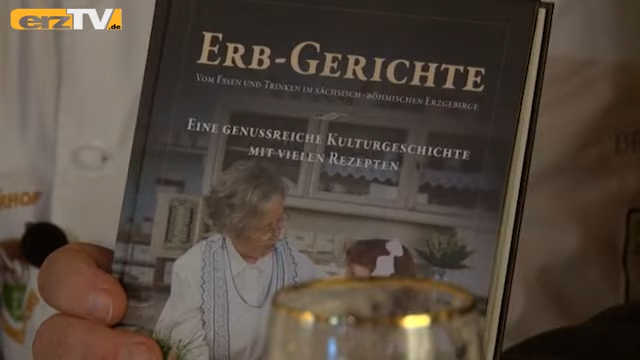 erzTV.de
ERB-GERICHTE
VOM ESSEN UND TRINKEN IM SÄCHSISCH-BÖHMISCHEN ERZGEBIRGE
EINE GENUSSREICHE KULTURGESCHICHTE
MIT VIELEN REZEPTEN